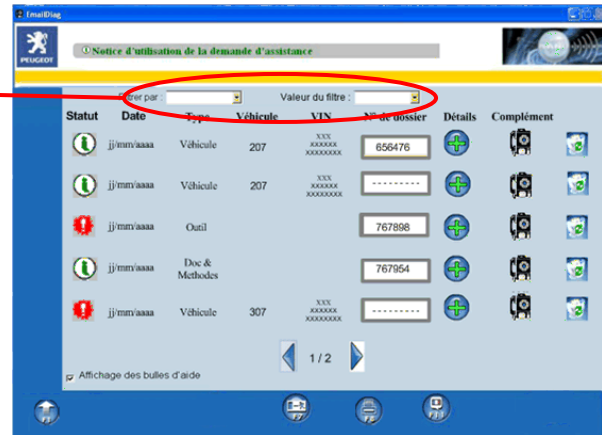 EmailDiag
PEUGEOT
Notice d'utilisation de la demande d'assistance
Filtrer par : Valeur du filtre :
Statut Date Type Véhicule VIN N° de dossier Détails Complément
jj/mm/aaaa Véhicule 207 xxx xxxxxx xxxxxxxx 656476
jj/mm/aaaa Véhicule 207 xxx xxxxxx xxxxxxxx ---------
jj/mm/aaaa Outil 767898
jj/mm/aaaa Doc & Methodes 767954
jj/mm/aaaa Véhicule 307 xxx xxxxxx xxxxxxxx ---------
1 / 2
Affichage des bulles d'aide